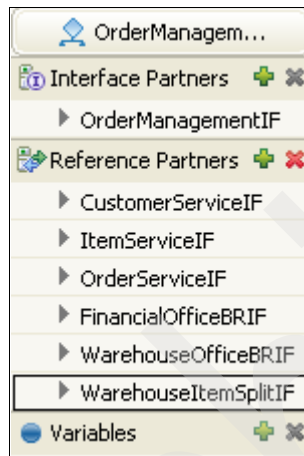 OrderManagem...
Interface Partners
OrderManagementIF
Reference Partners
CustomerServiceIF
ItemServiceIF
OrderServiceIF
FinancialOfficeBRIF
WarehouseOfficeBRIF
WarehouseItemSplitIF
Variables